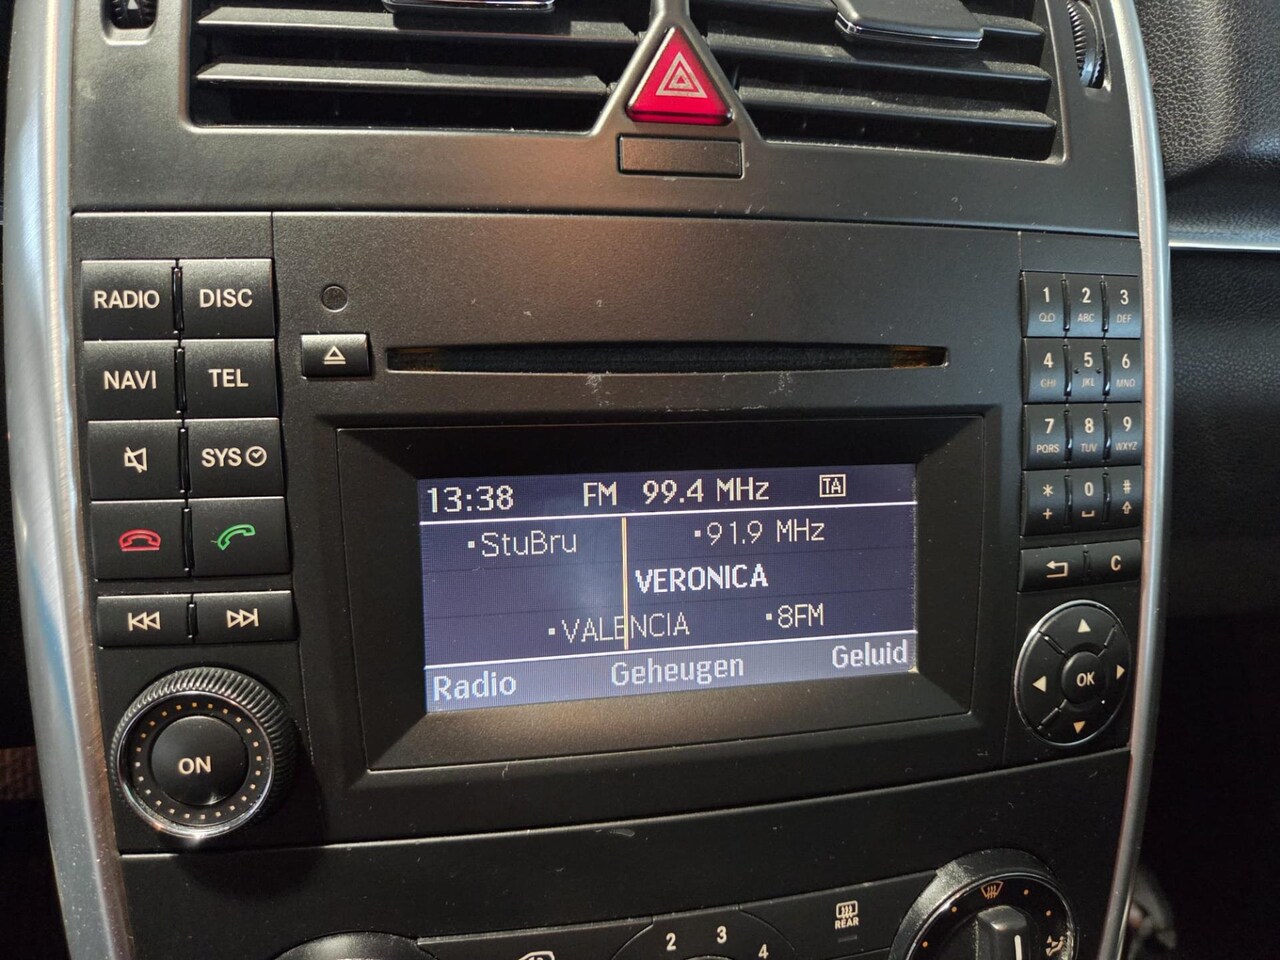 RADIO DISC
NAVI TEL
SYS
ON
13:38 FM 99.4 MHz TA
StuBru 91.9 MHz
VERONICA
VALENCIA 8FM
Radio Geheugen Geluid
1 2 3
QD ABC DEF
4 5 6
GHI JKL MNO
7 8 9
PQRS TUV WXYZ
* 0 #
+
C
OK
2 3 4
REAR